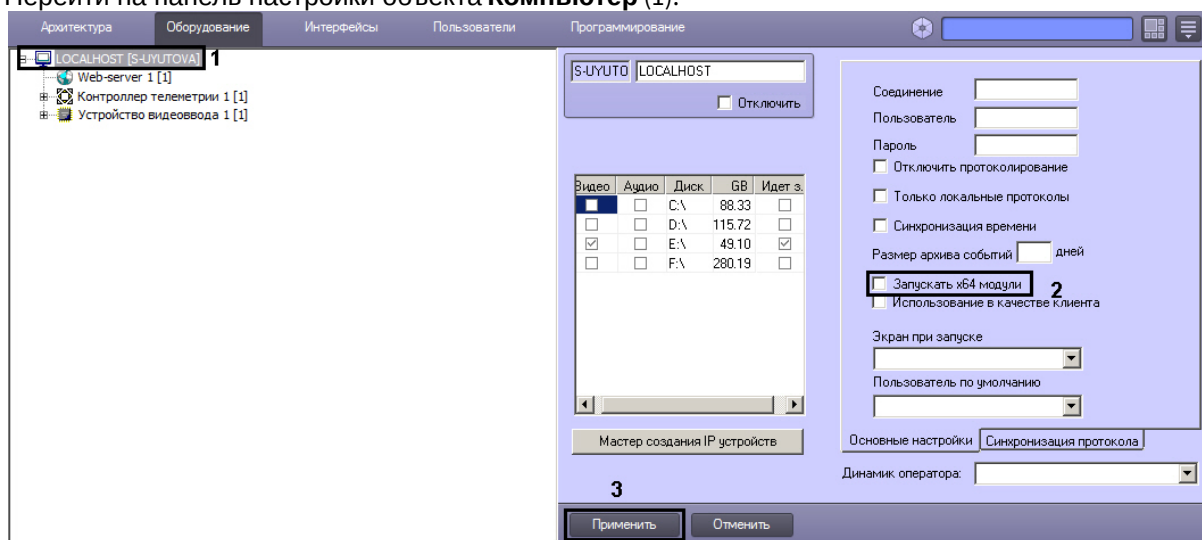 Перейти на панель настройки объекта Компьютер (1).
Архитектура Оборудование Интерфейсы Пользователи Программирование
LOCALHOST [S-UYUTOVA] 1
Web-server 1 [1]
Контроллер телеметрии 1 [1]
Устройство видеоввода 1 [1]
S-UYUTO LOCALHOST
Отключить
Видео Аудио Диск GB Идет з.
C:\ 88.33
D:\ 115.72
E:\ 49.10
F:\ 280.19
Мастер создания IP устройств
Соединение
Пользователь
Пароль
Отключить протоколирование
Только локальные протоколы
Синхронизация времени
Размер архива событий дней
Запускать x64 модули 2
Использование в качестве клиента
Экран при запуске
Пользователь по умолчанию
Основные настройки Синхронизация протокола
Динамик оператора:
3
Применить Отменить